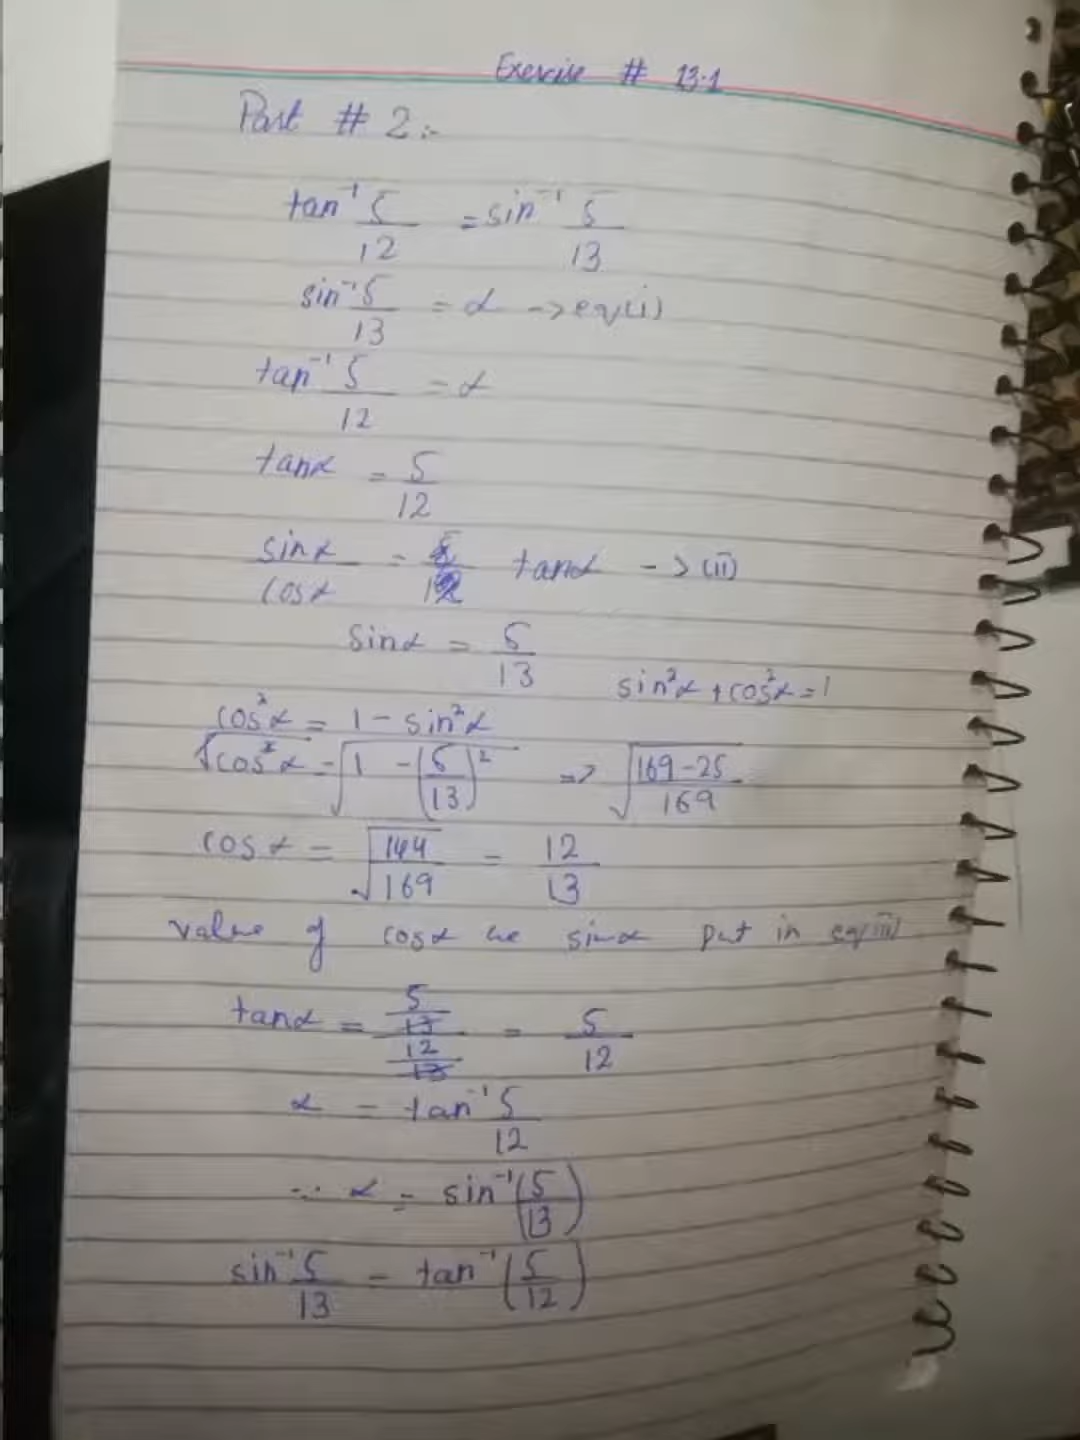 Exercise # 13.1
Part # 2:-
tan⁻¹ 5/12 = sin⁻¹ 5/13
sin⁻¹ 5/13 = α -> eq(i)
tan⁻¹ 5/12 = α
tanα = 5/12
sinα/cosα = tanα -> (ii)
sinα = 5/13
sin²α + cos²α = 1
cos²α = 1 - sin²α
√cos²α = √(1 - (5/13)²) => √((169-25)/169)
cosα = √(144/169) = 12/13
value of cosα sinα put in eq(ii)
tanα = (5/13)/(12/13) = 5/12
α = tan⁻¹ 5/12
∵ α = sin⁻¹(5/13)
sin⁻¹ 5/13 = tan⁻¹(5/12)